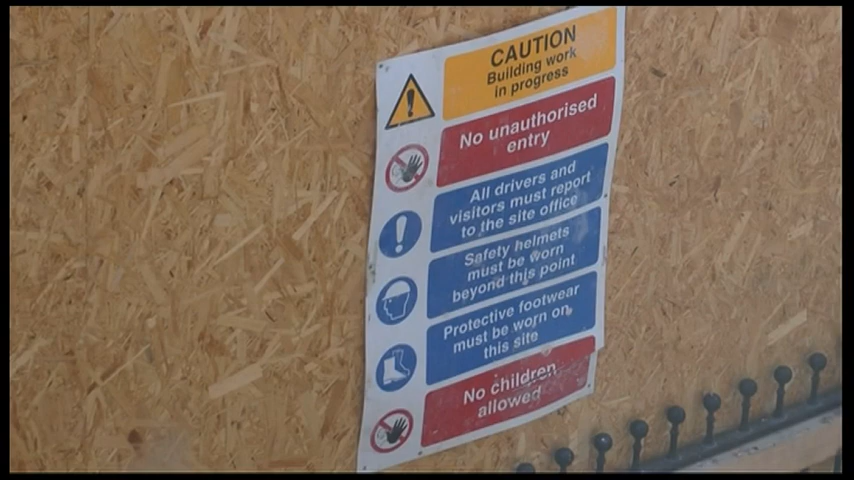 CAUTION
Building work
in progress
No unauthorised
entry
All drivers and
visitors must report
to the site office
Safety helmets
must be worn
beyond this point
Protective footwear
must be worn on
this site
No children
allowed